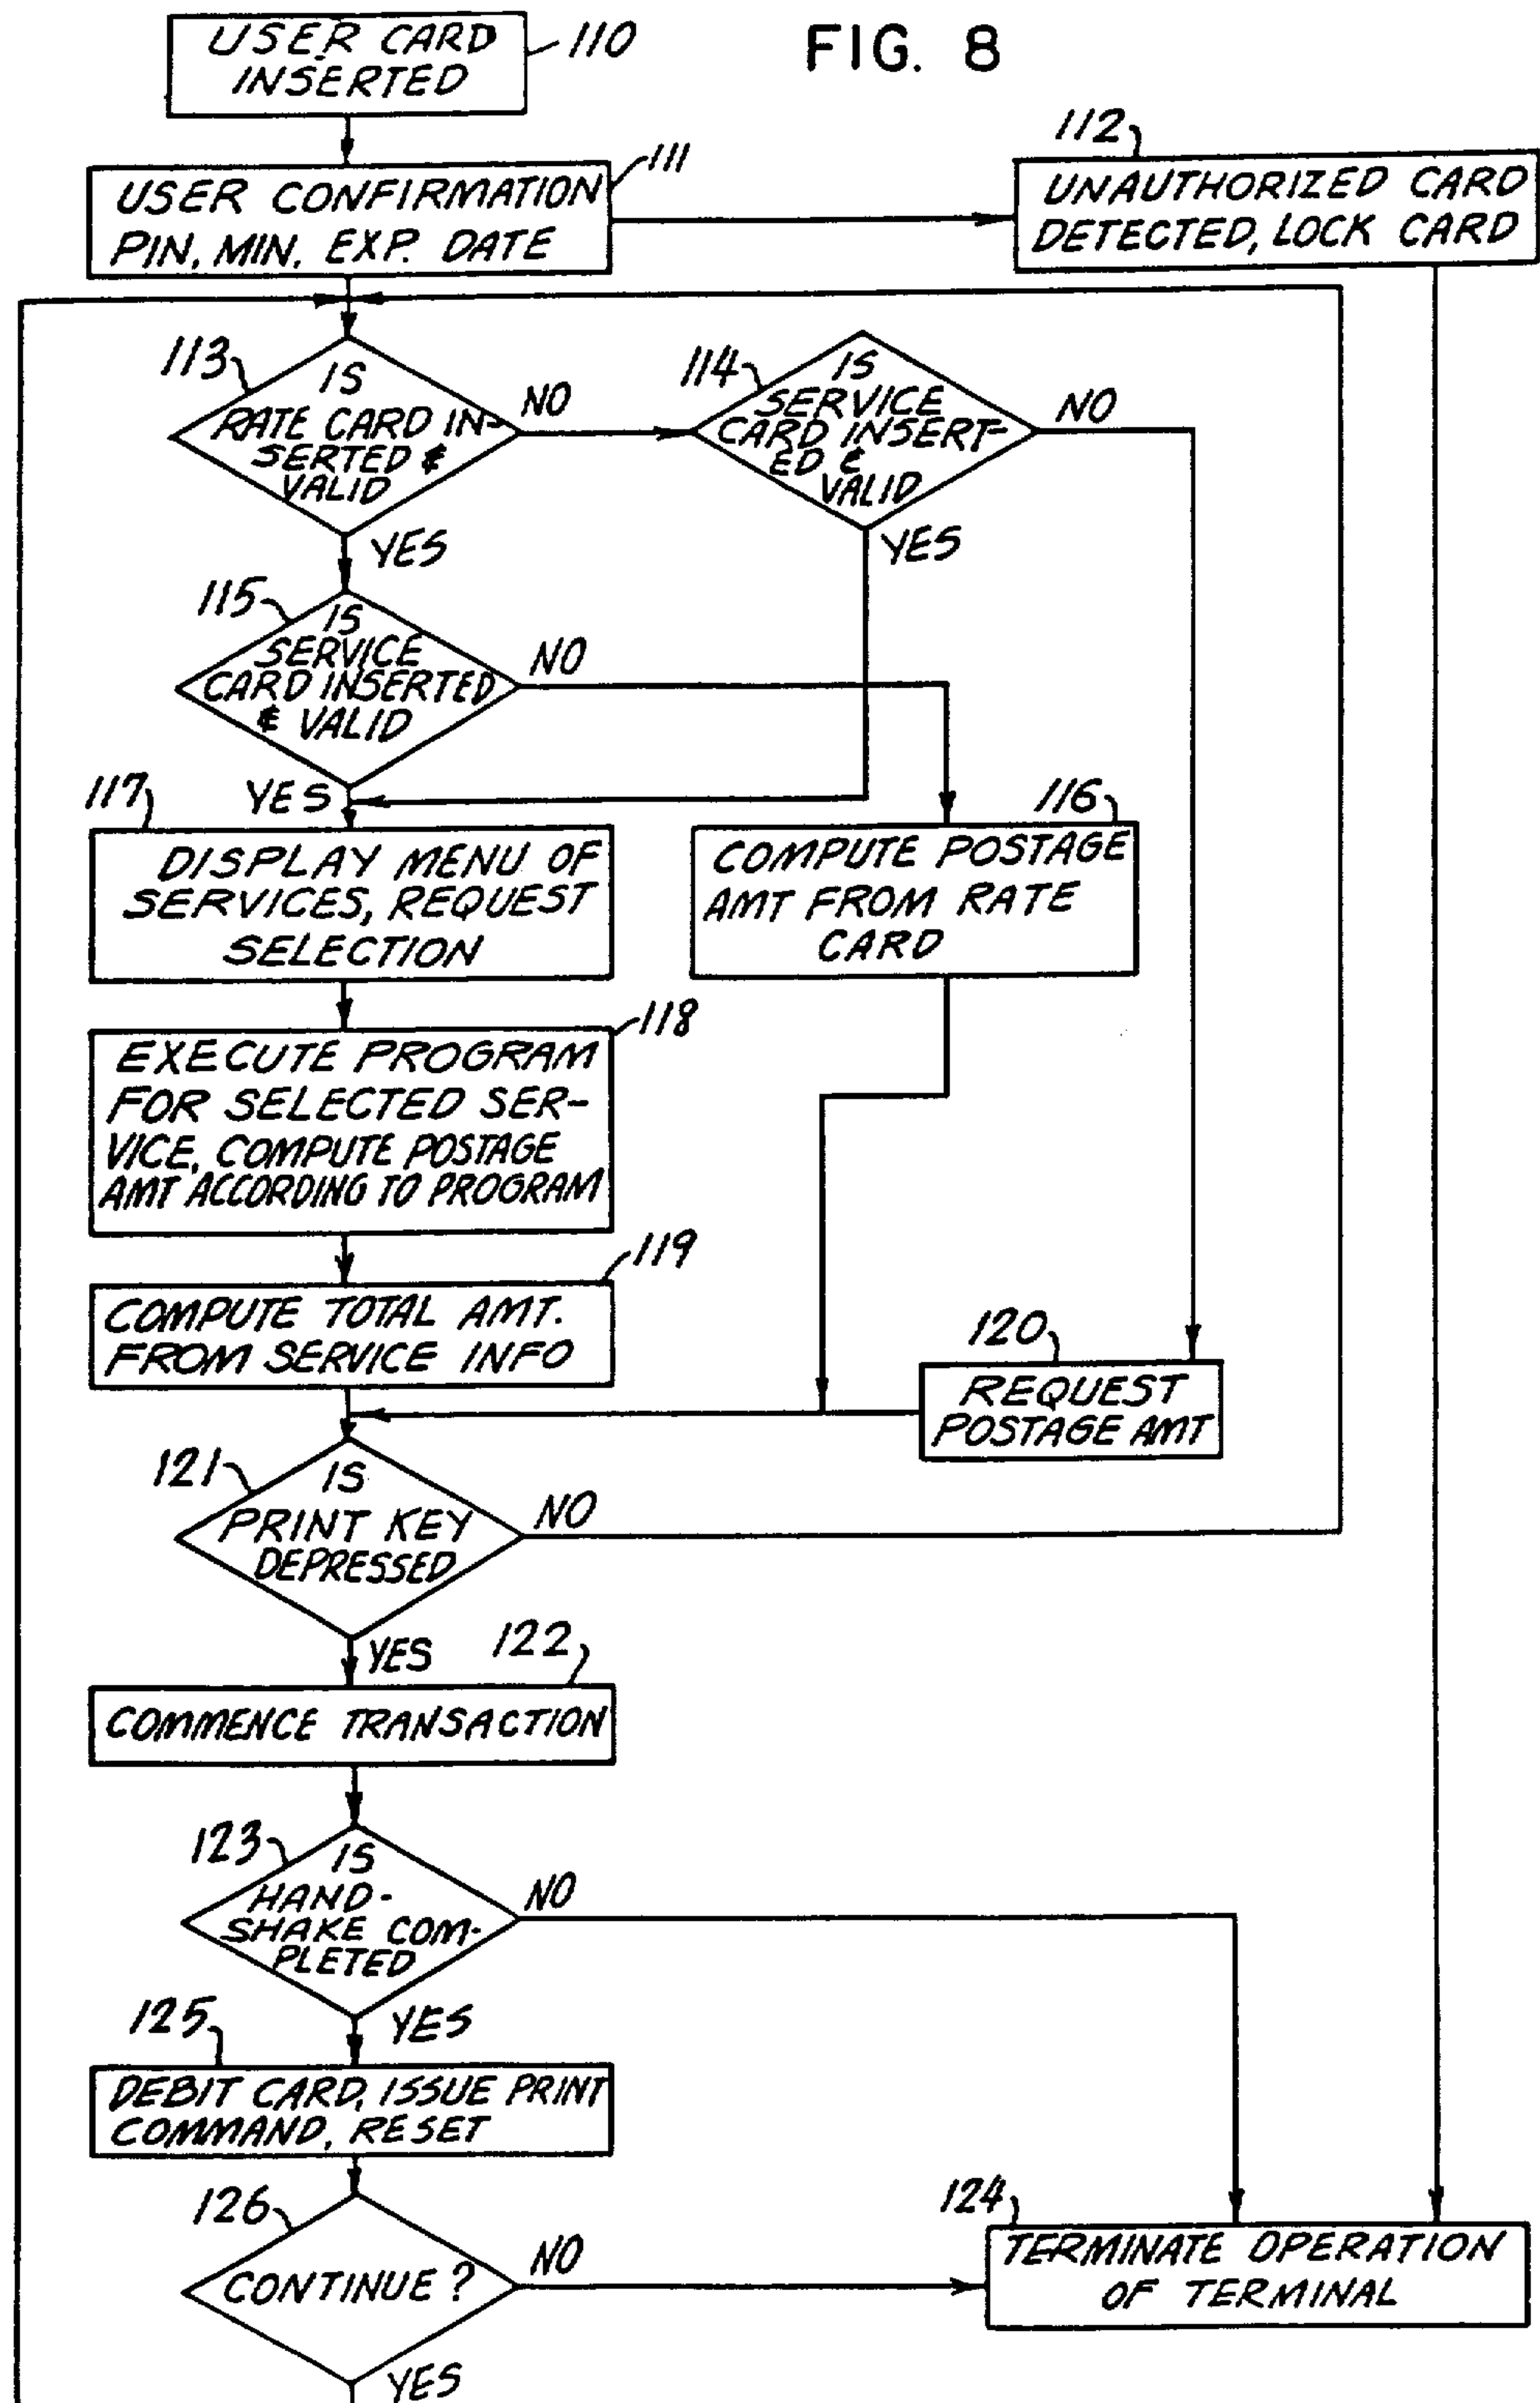 FIG. 8
USER CARD
INSERTED
110
USER CONFIRMATION
PIN, MIN, EXP. DATE
111
112
UNAUTHORIZED CARD
DETECTED, LOCK CARD
113
IS
RATE CARD IN-
SERTED &
VALID
NO
YES
114
IS
SERVICE
CARD INSERT-
ED &
VALID
NO
YES
115
IS
SERVICE
CARD INSERTED
& VALID
NO
YES
116
COMPUTE POSTAGE
AMT FROM RATE
CARD
117
DISPLAY MENU OF
SERVICES, REQUEST
SELECTION
118
EXECUTE PROGRAM
FOR SELECTED SER-
VICE, COMPUTE POSTAGE
AMT ACCORDING TO PROGRAM
119
COMPUTE TOTAL AMT.
FROM SERVICE INFO
120
REQUEST
POSTAGE AMT
121
IS
PRINT KEY
DEPRESSED
NO
YES
122
COMMENCE TRANSACTION
123
IS
HAND-
SHAKE COM-
PLETED
NO
YES
125
DEBIT CARD, ISSUE PRINT
COMMAND, RESET
126
CONTINUE?
NO
YES
124
TERMINATE OPERATION
OF TERMINAL